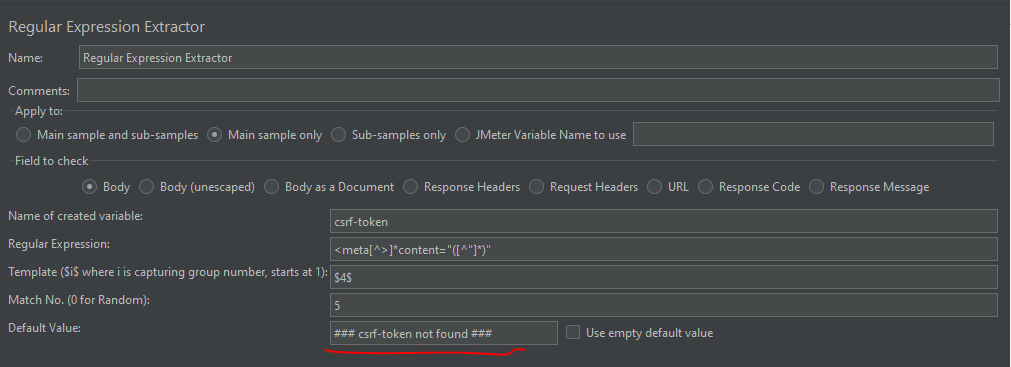 Regular Expression Extractor
Name: Regular Expression Extractor
Comments:
Apply to:
Main sample and sub-samples Main sample only Sub-samples only JMeter Variable Name to use
Field to check
Body Body (unescaped) Body as a Document Response Headers Request Headers URL Response Code Response Message
Name of created variable: csrf-token
Regular Expression: <meta[^>]*content="([^"]*)"
Template ($i$ where i is capturing group number, starts at 1): $4$
Match No. (0 for Random): 5
Default Value: ### csrf-token not found ### Use empty default value